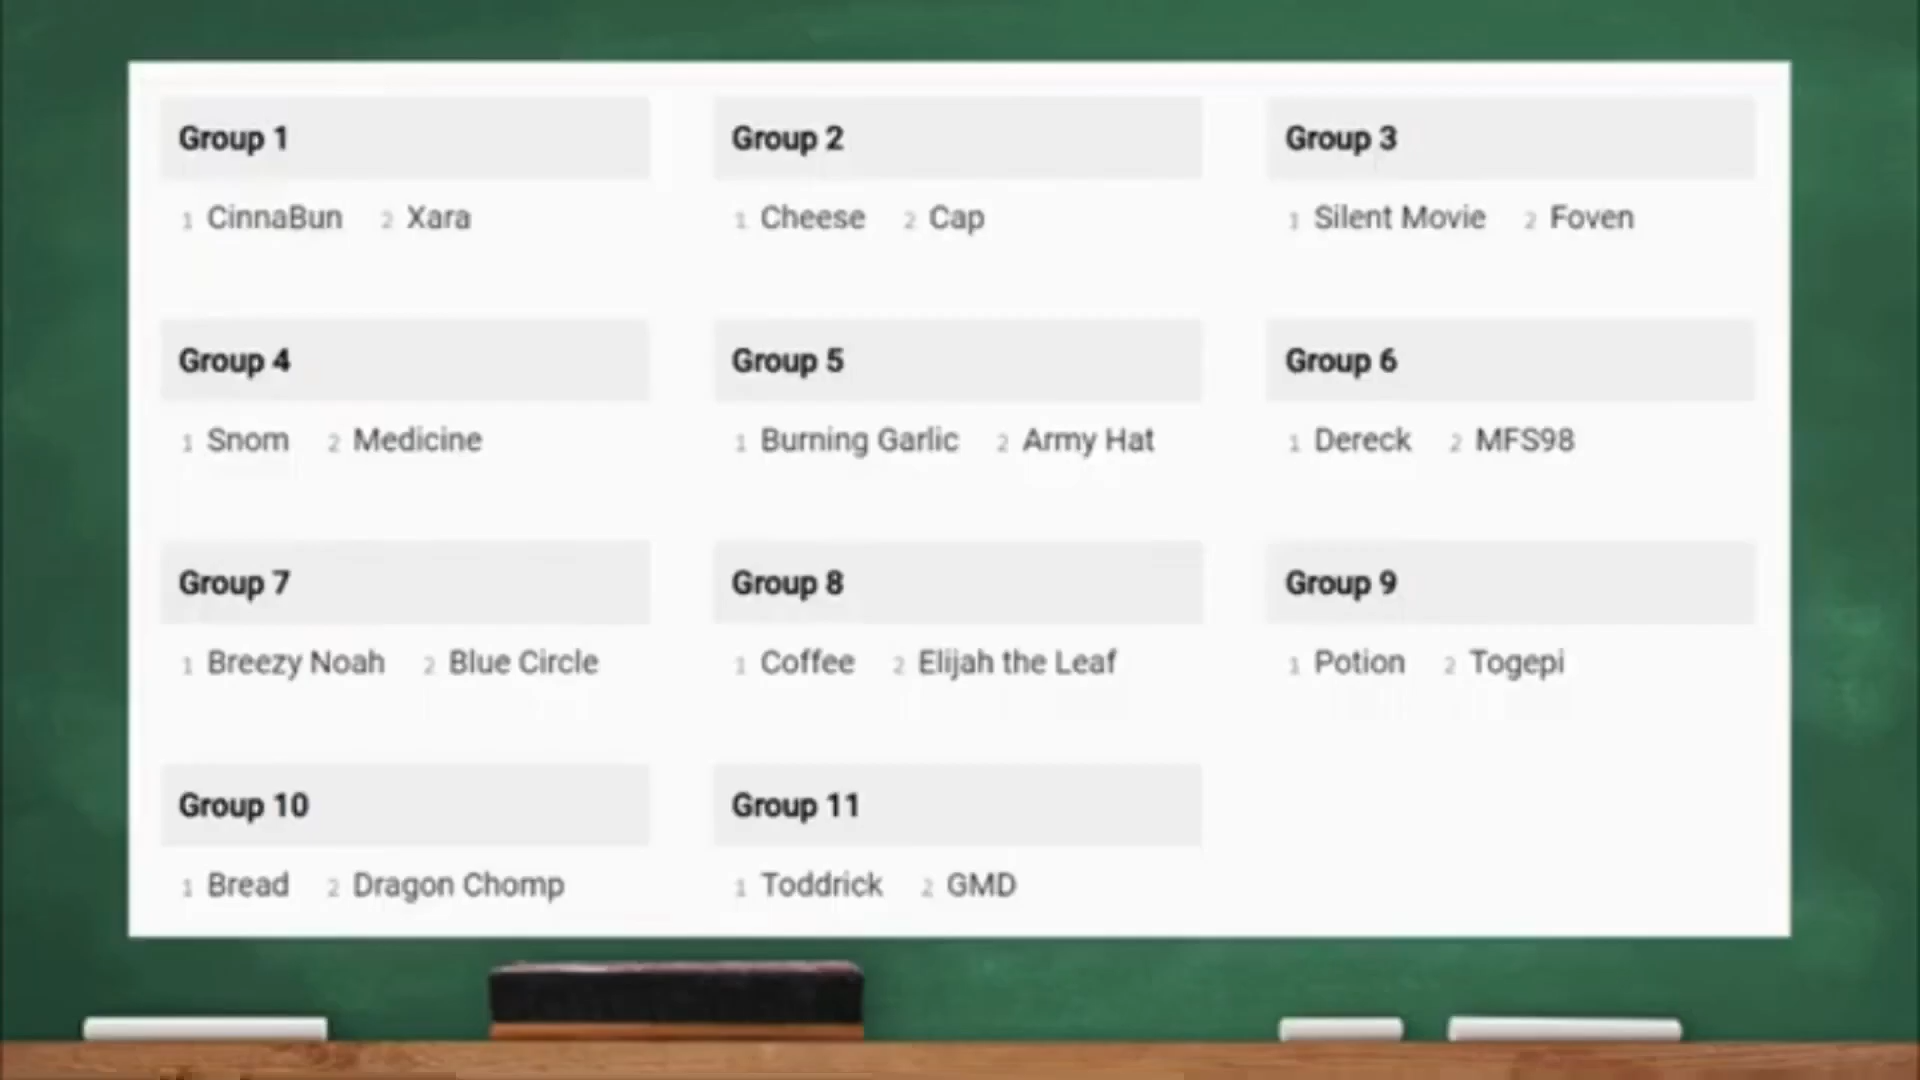 Group 1 Group 2 Group 3
1 CinnaBun 2 Xara 1 Cheese 2 Cap 1 Silent Movie 2 Foven
Group 4 Group 5 Group 6
1 Snom 2 Medicine 1 Burning Garlic 2 Army Hat 1 Dereck 2 MFS98
Group 7 Group 8 Group 9
1 Breezy Noah 2 Blue Circle 1 Coffee 2 Elijah the Leaf 1 Potion 2 Togepi
Group 10 Group 11
1 Bread 2 Dragon Chomp 1 Toddrick 2 GMD